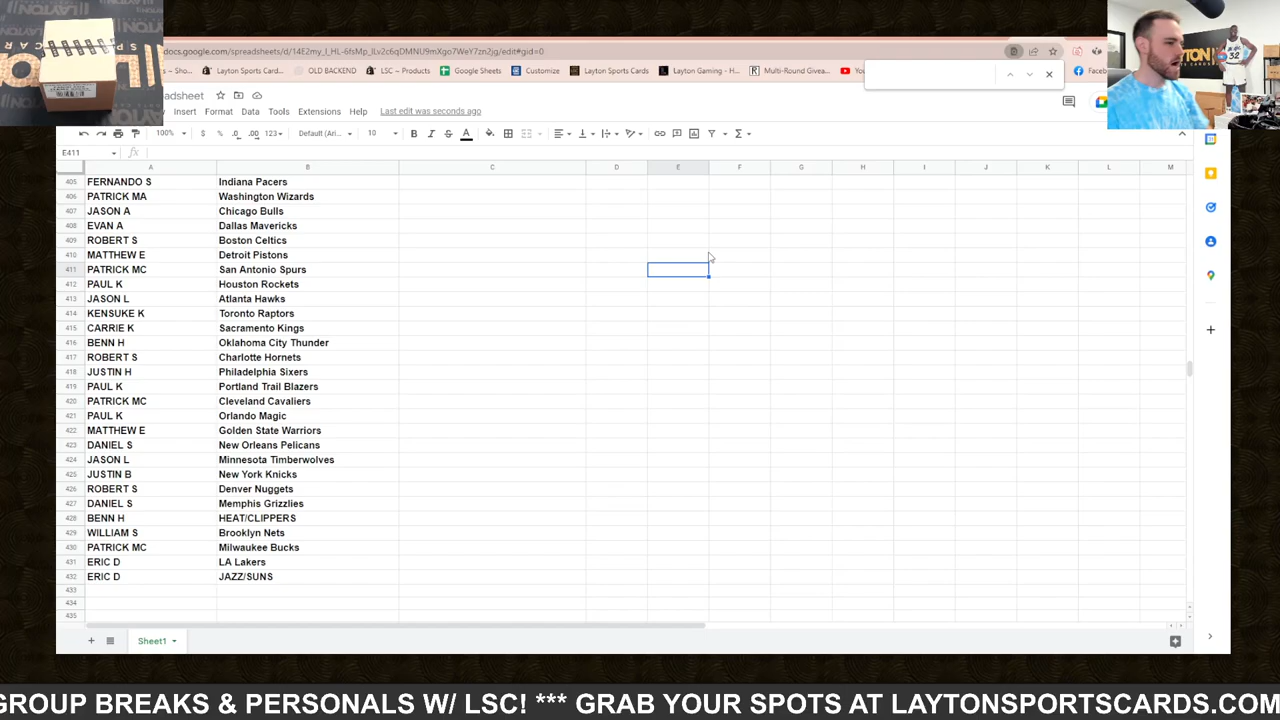 docs.google.com/spreadsheets/d/14E2my_I_HL-6fsMp_ILv2c6qDMNU9mXgo7WeY7zn2jg/edit#gid=0
Layton Sports Card... OLD BACKEND LSC ~ Products Google Sheets Customize Layton Sports Cards Layton Gaming - H... Multi-Round Givea... You Faceb
Insert Format Data Tools Extensions Help Last edit was seconds ago
100% $ % .0 .00 123 Default (Ari... 10 B I S A
E411
A B C D E F G H I J K L M
405 FERNANDO S Indiana Pacers
406 PATRICK MA Washington Wizards
407 JASON A Chicago Bulls
408 EVAN A Dallas Mavericks
409 ROBERT S Boston Celtics
410 MATTHEW E Detroit Pistons
411 PATRICK MC San Antonio Spurs
412 PAUL K Houston Rockets
413 JASON L Atlanta Hawks
414 KENSUKE K Toronto Raptors
415 CARRIE K Sacramento Kings
416 BENN H Oklahoma City Thunder
417 ROBERT S Charlotte Hornets
418 JUSTIN H Philadelphia Sixers
419 PAUL K Portland Trail Blazers
420 PATRICK MC Cleveland Cavaliers
421 PAUL K Orlando Magic
422 MATTHEW E Golden State Warriors
423 DANIEL S New Orleans Pelicans
424 JASON L Minnesota Timberwolves
425 JUSTIN B New York Knicks
426 ROBERT S Denver Nuggets
427 DANIEL S Memphis Grizzlies
428 BENN H HEAT/CLIPPERS
429 WILLIAM S Brooklyn Nets
430 PATRICK MC Milwaukee Bucks
431 ERIC D LA Lakers
432 ERIC D JAZZ/SUNS
433
434
435
Sheet1
GROUP BREAKS & PERSONALS W/ LSC! *** GRAB YOUR SPOTS AT LAYTONSPORTSCARDS.COM